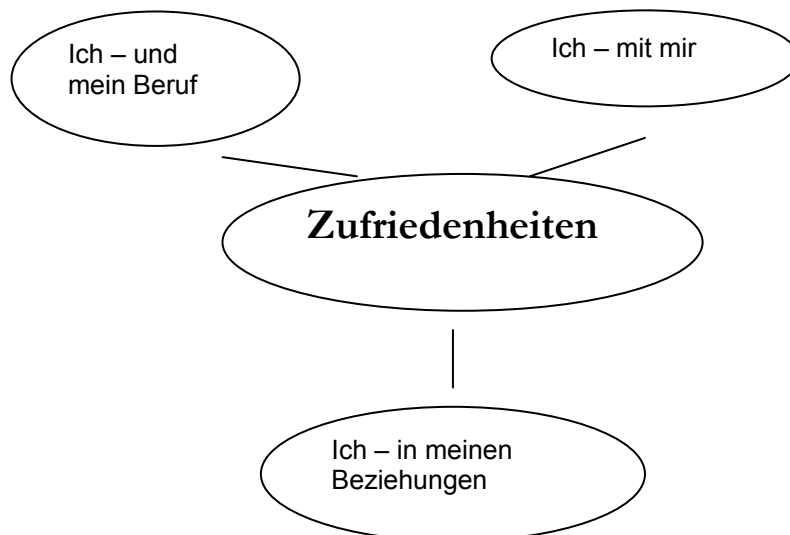 Ich – und
mein Beruf
Ich – mit mir
Zufriedenheiten
Ich – in meinen
Beziehungen